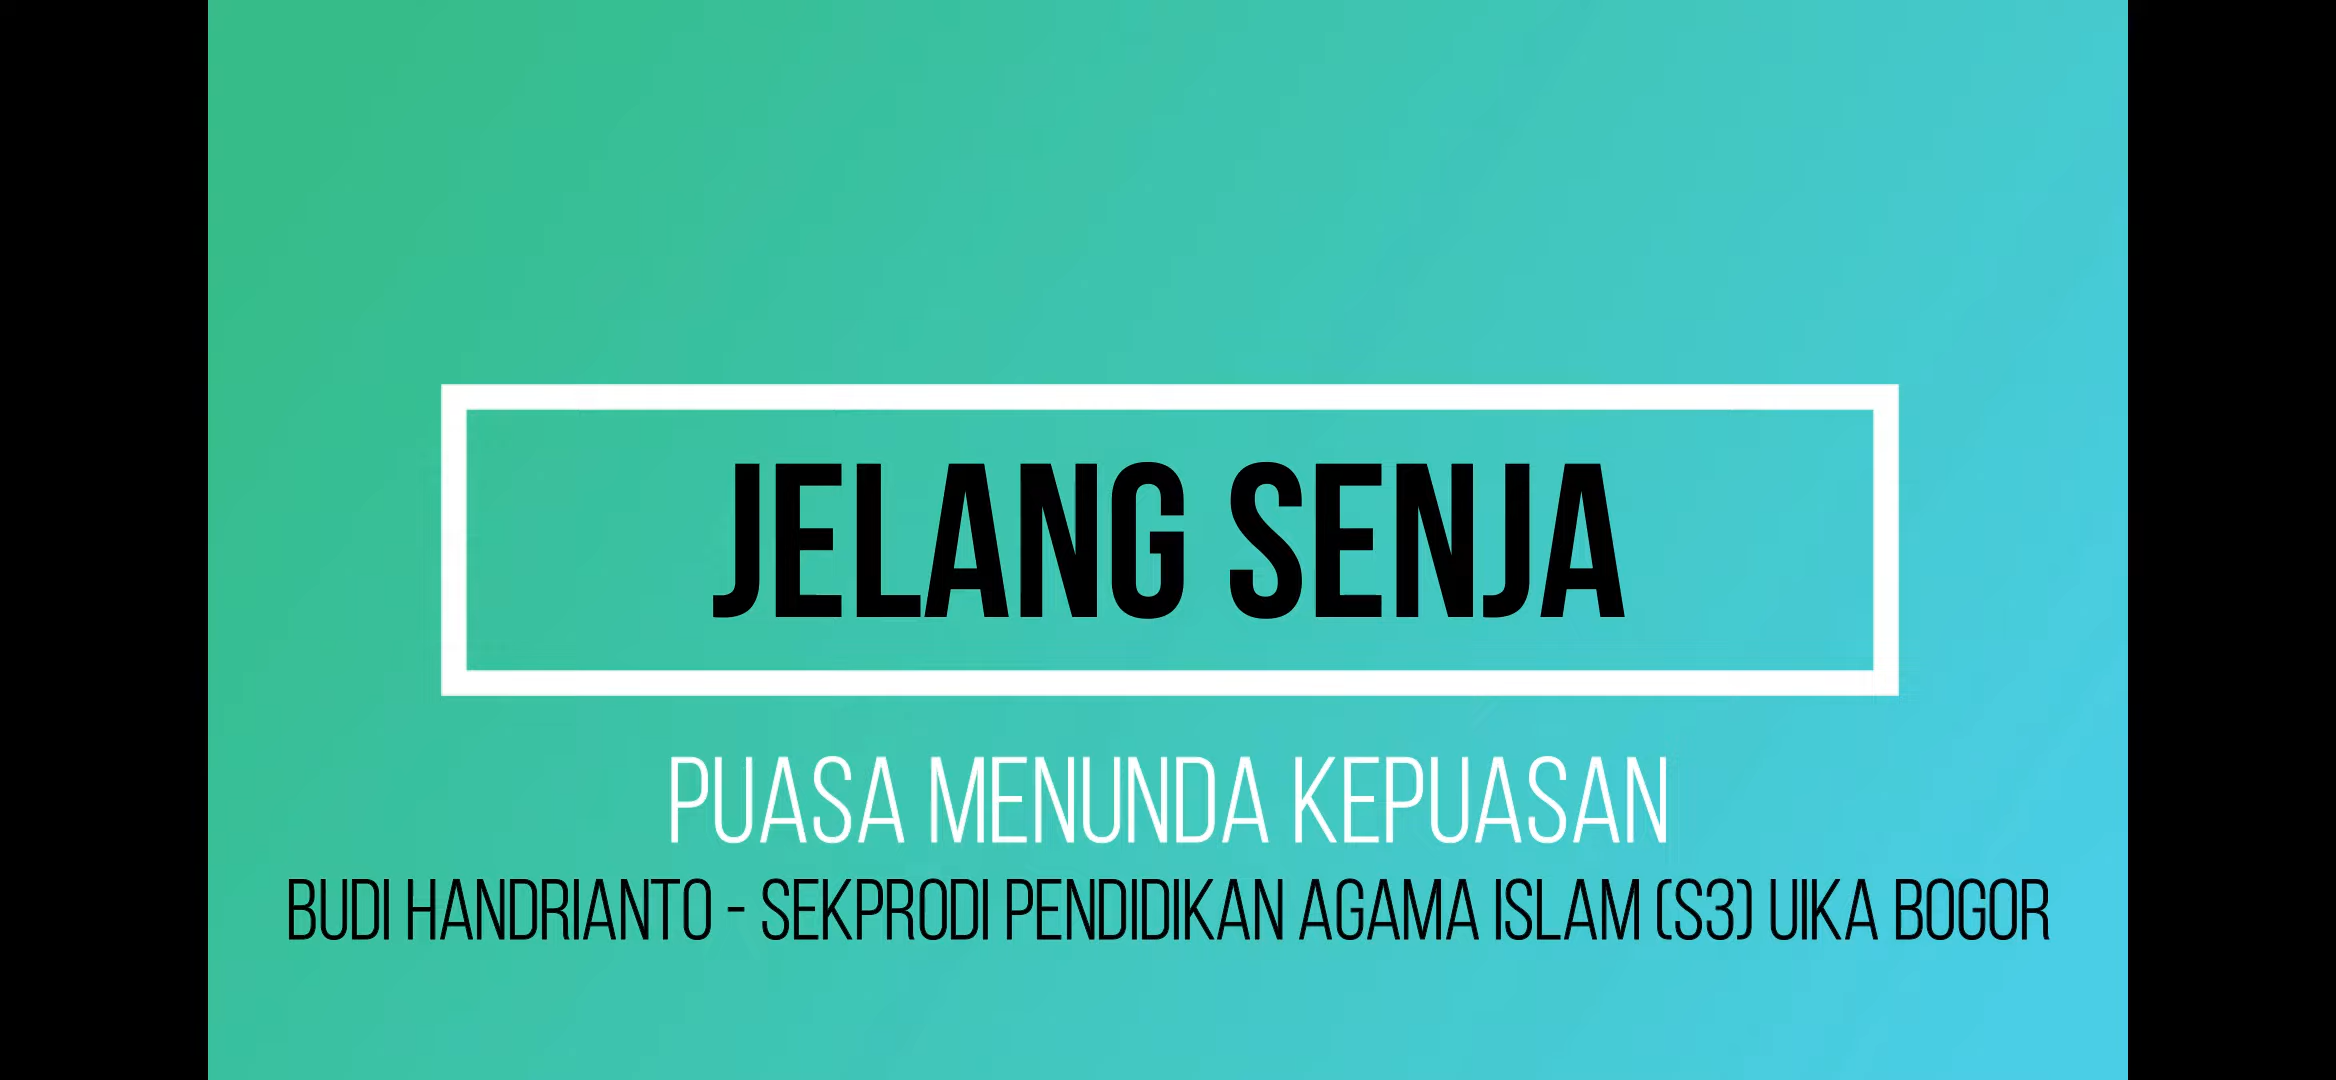 JELANG SENJA
PUASA MENUNDA KEPUASAN
BUDI HANDRIANTO - SEKPRODI PENDIDIKAN AGAMA ISLAM (S3) UIKA BOGOR